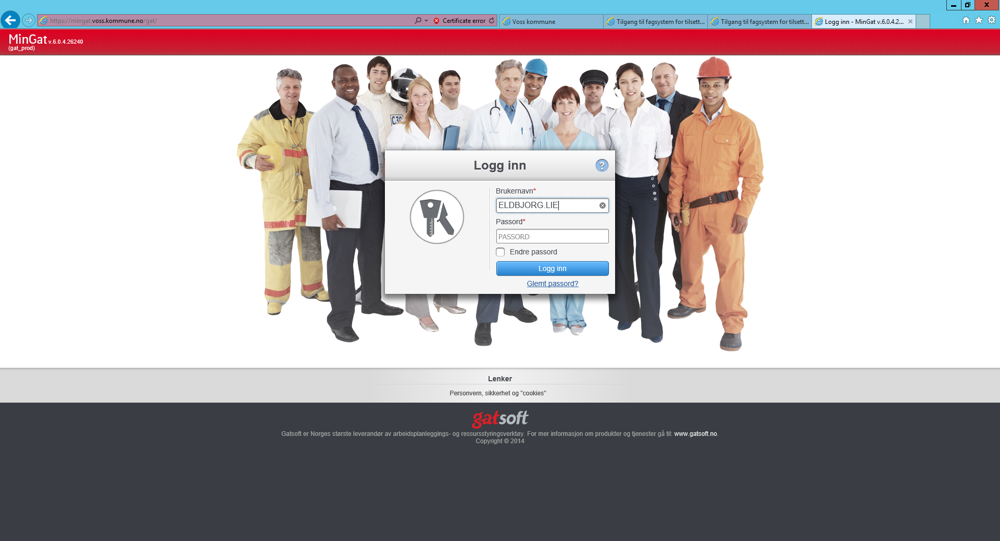 https://mingat.voss.kommune.no/gat/
Certificate error
Voss kommune
Tilgang til fagsystem for tilsett...
Tilgang til fagsystem for tilsett...
Logg inn - MinGat v.6.0.4.2...
MinGat v.6.0.4.26240
(gat_prod)
Logg inn
?
Brukernavn*
ELDBJORG.LIE
Passord*
PASSORD
Endre passord
Logg inn
Glemt passord?
Lenker
Personvern, sikkerhet og "cookies"
gatsoft
Gatsoft er Norges største leverandør av arbeidsplanleggings- og ressursstyringsverktøy. For mer informasjon om produkter og tjenester gå til: www.gatsoft.no.
Copyright © 2014